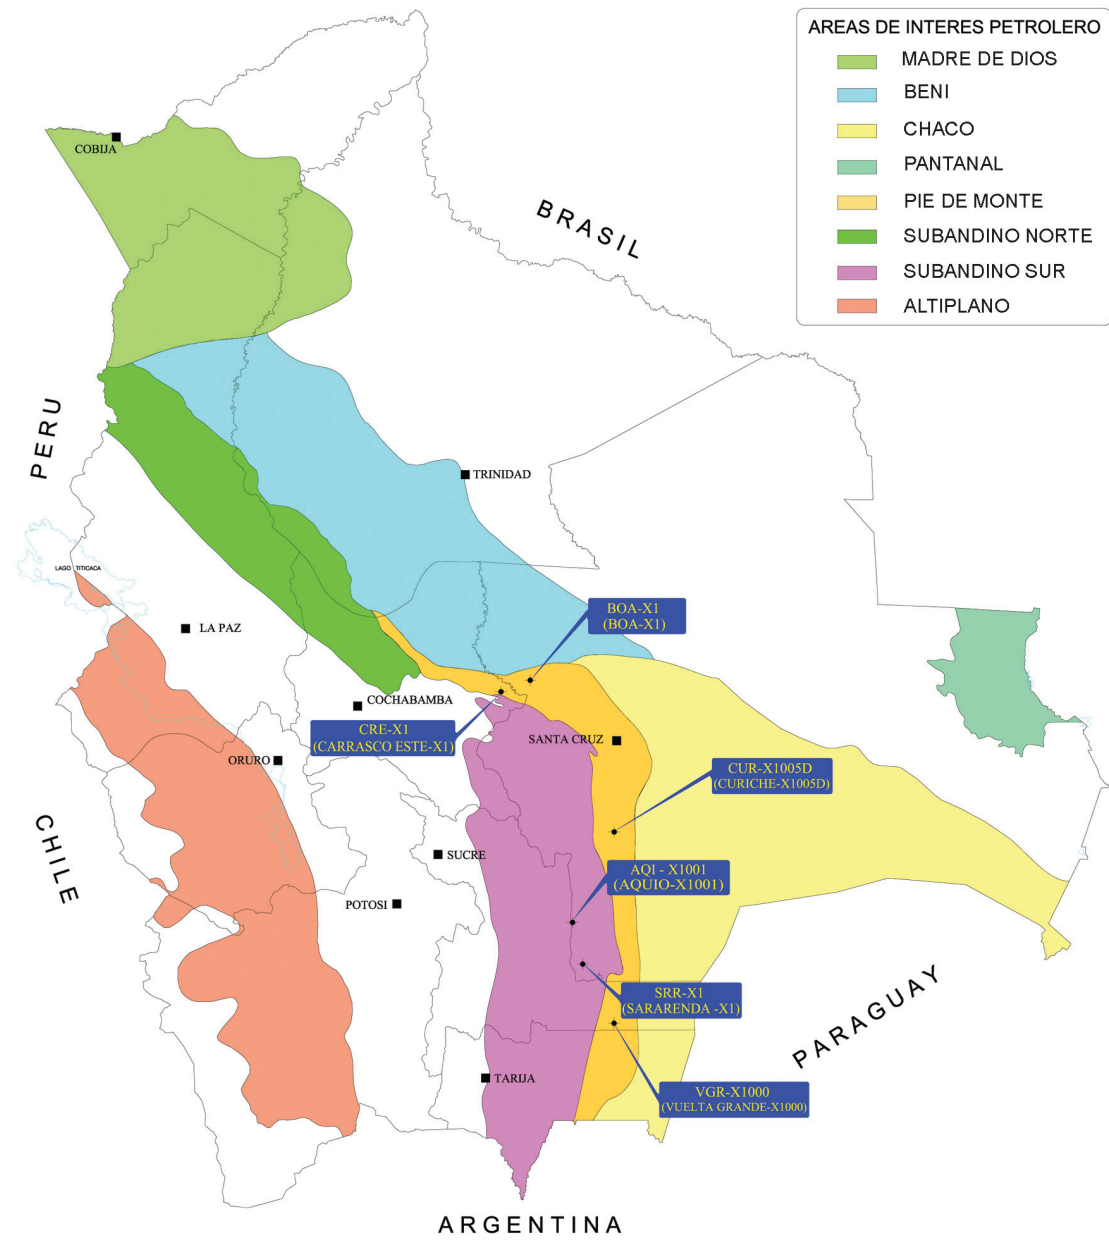 AREAS DE INTERES PETROLERO
MADRE DE DIOS
BENI
CHACO
PANTANAL
PIE DE MONTE
SUBANDINO NORTE
SUBANDINO SUR
ALTIPLANO
COBIJA
BRASIL
PERU
TRINIDAD
LAGO TITICACA
LA PAZ
BOA-X1
(BOA-X1)
COCHABAMBA
CRE-X1
(CARRASCO ESTE-X1)
SANTA CRUZ
ORURO
CUR-X1005D
(CURICHE-X1005D)
CHILE
SUCRE
AQI - X1001
(AQUIO-X1001)
POTOSI
SRR-X1
(SARARENDA -X1)
PARAGUAY
TARIJA
VGR-X1000
(VUELTA GRANDE-X1000)
ARGENTINA